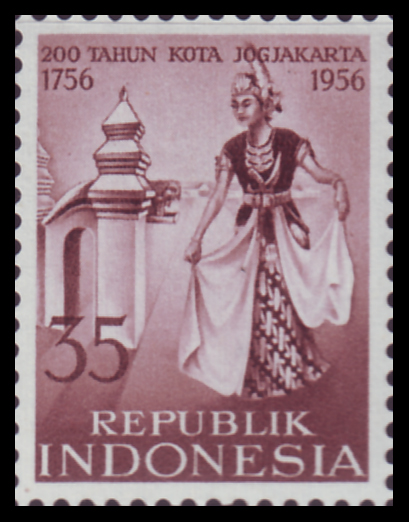 200 TAHUN KOTA JOGJAKARTA
1756 1956
35
REPUBLIK
INDONESIA